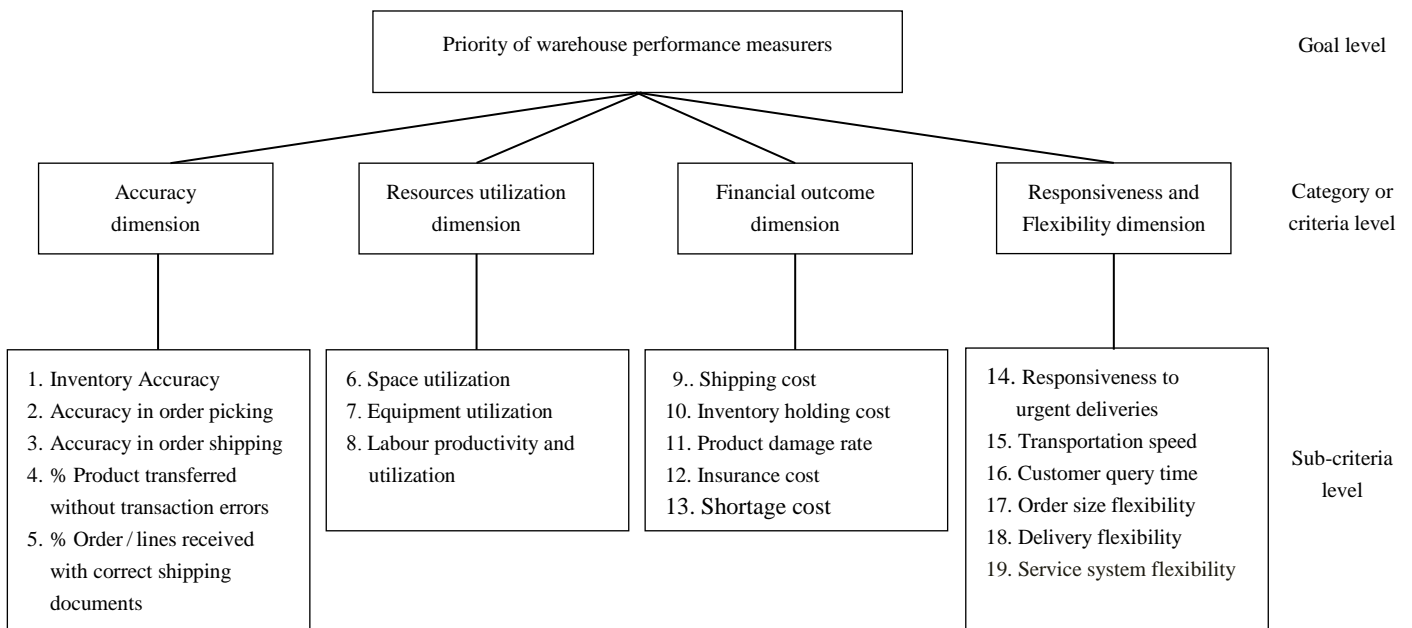 Priority of warehouse performance measurers
Goal level
Accuracy
dimension
Resources utilization
dimension
Financial outcome
dimension
Responsiveness and
Flexibility dimension
Category or
criteria level
1. Inventory Accuracy
2. Accuracy in order picking
3. Accuracy in order shipping
4. % Product transferred
without transaction errors
5. % Order / lines received
with correct shipping
documents
6. Space utilization
7. Equipment utilization
8. Labour productivity and
utilization
9.. Shipping cost
10. Inventory holding cost
11. Product damage rate
12. Insurance cost
13. Shortage cost
14. Responsiveness to
urgent deliveries
15. Transportation speed
16. Customer query time
17. Order size flexibility
18. Delivery flexibility
19. Service system flexibility
Sub-criteria
level